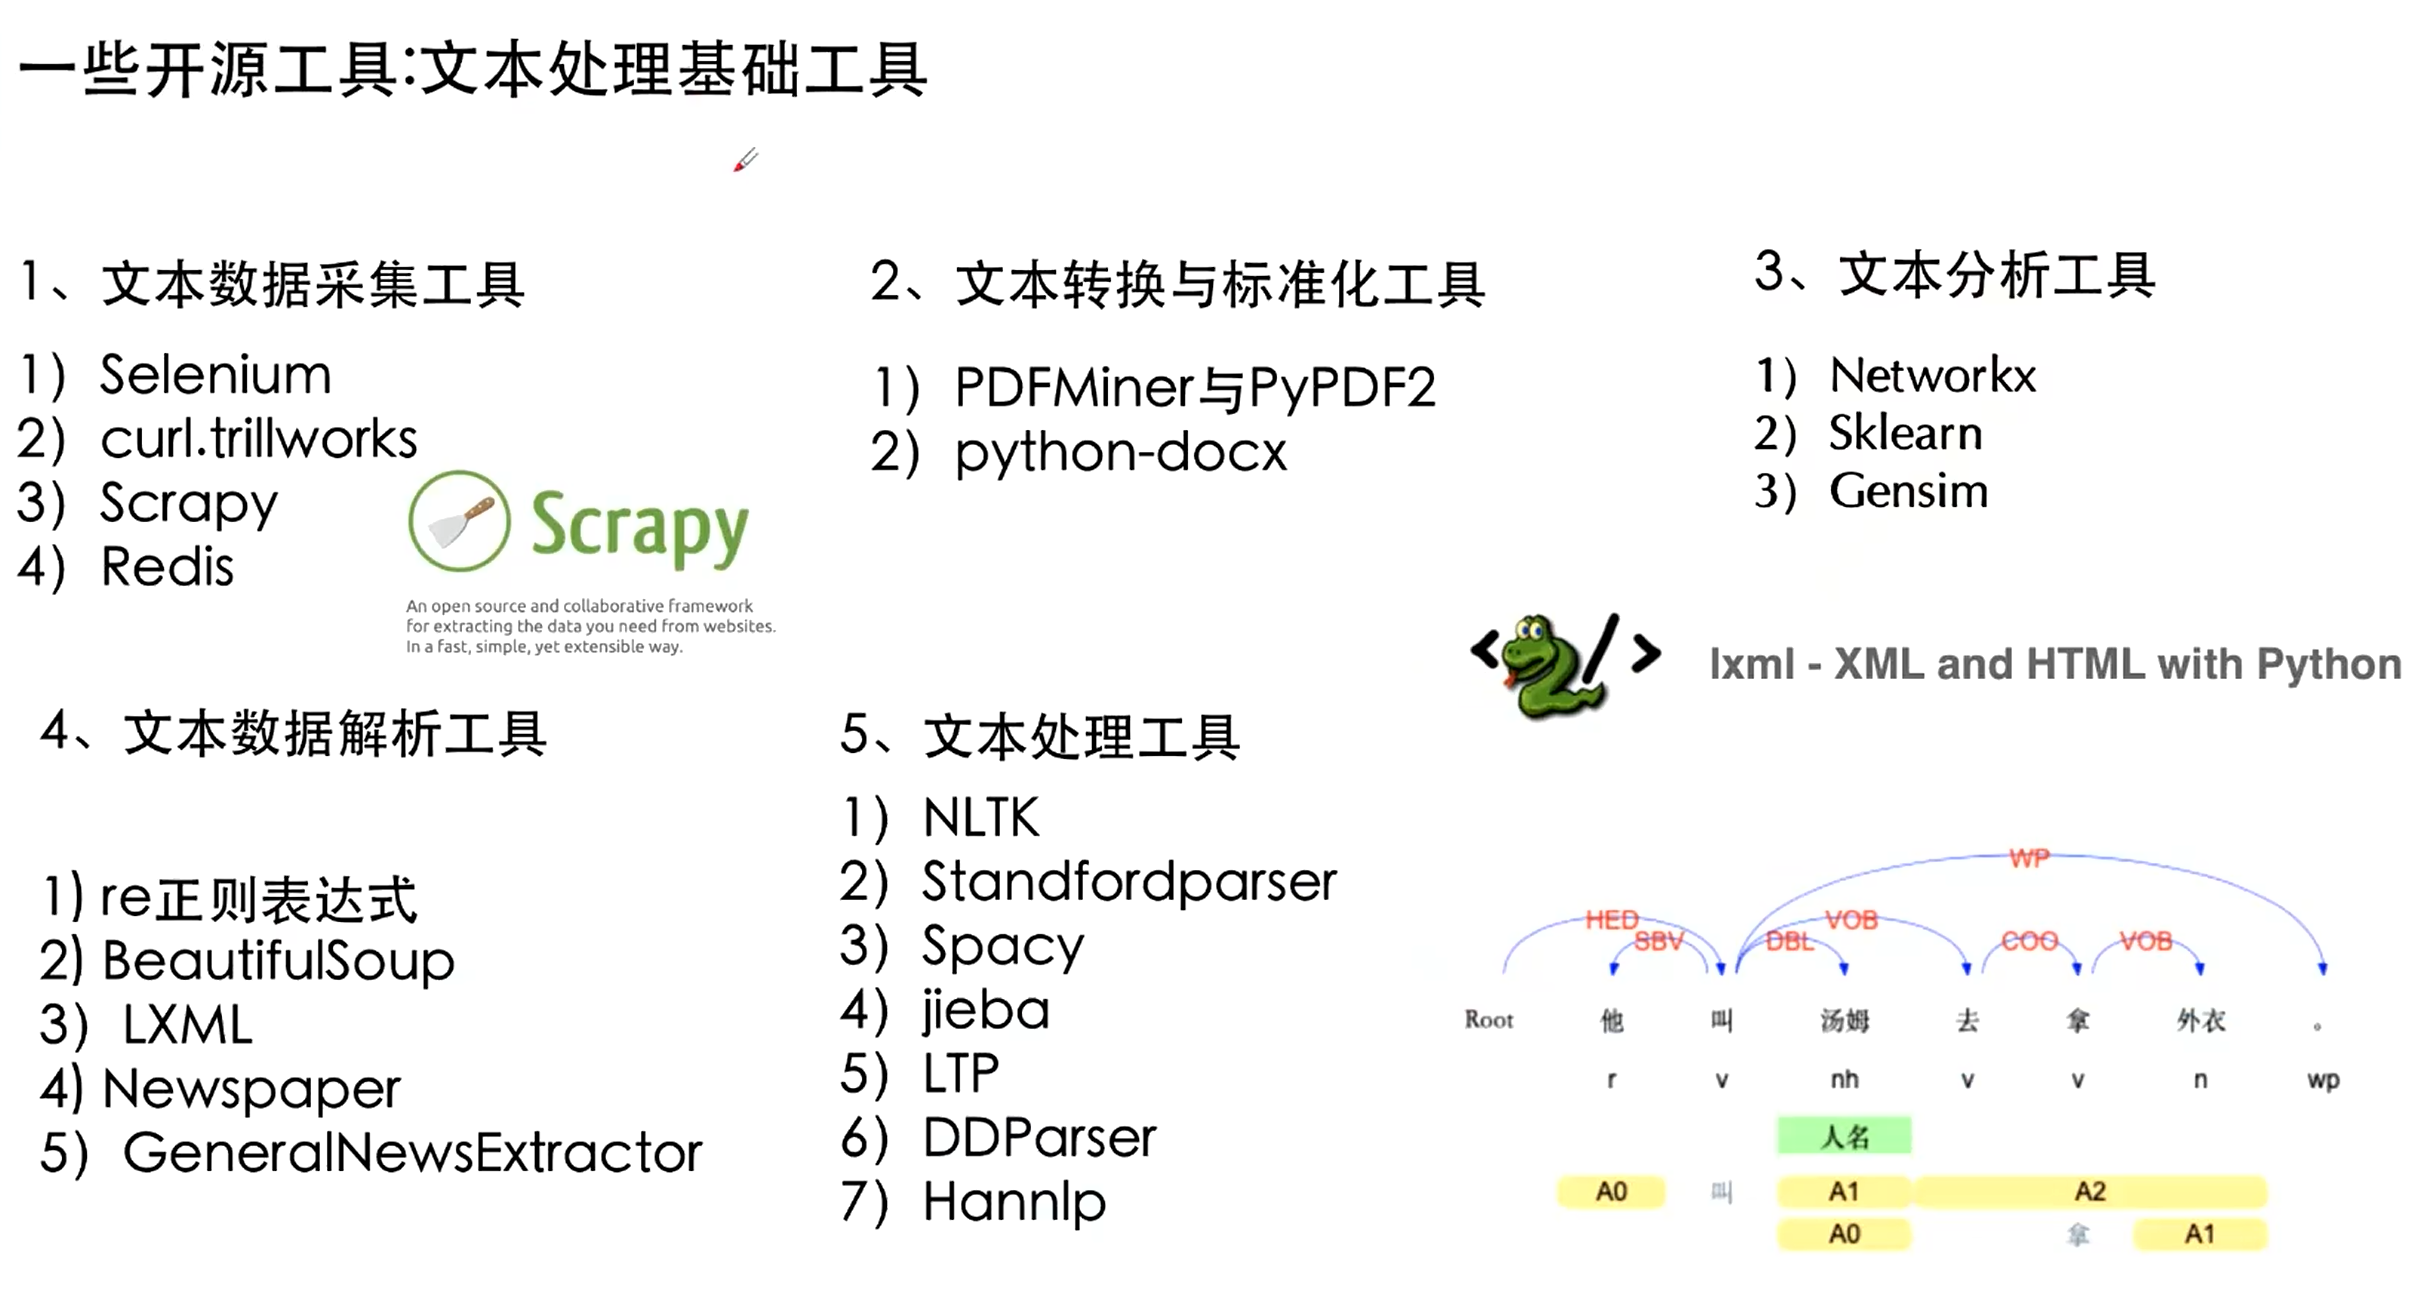 一些开源工具:文本处理基础工具
1、文本数据采集工具
1) Selenium
2) curl.trillworks
3) Scrapy
4) Redis
Scrapy
An open source and collaborative framework
for extracting the data you need from websites.
In a fast, simple, yet extensible way.
2、文本转换与标准化工具
1) PDFMiner与PyPDF2
2) python-docx
3、文本分析工具
1) Networkx
2) Sklearn
3) Gensim
</> lxml - XML and HTML with Python
4、文本数据解析工具
1) re正则表达式
2) BeautifulSoup
3) LXML
4) Newspaper
5) GeneralNewsExtractor
5、文本处理工具
1) NLTK
2) Standfordparser
3) Spacy
4) jieba
5) LTP
6) DDParser
7) Hannlp
WP
HED VOB
SBV DBL COO VOB
Root 他 叫 汤姆 去 拿 外衣 。
r v nh v v n wp
人名
A0 叫 A1 A2
A0 拿 A1